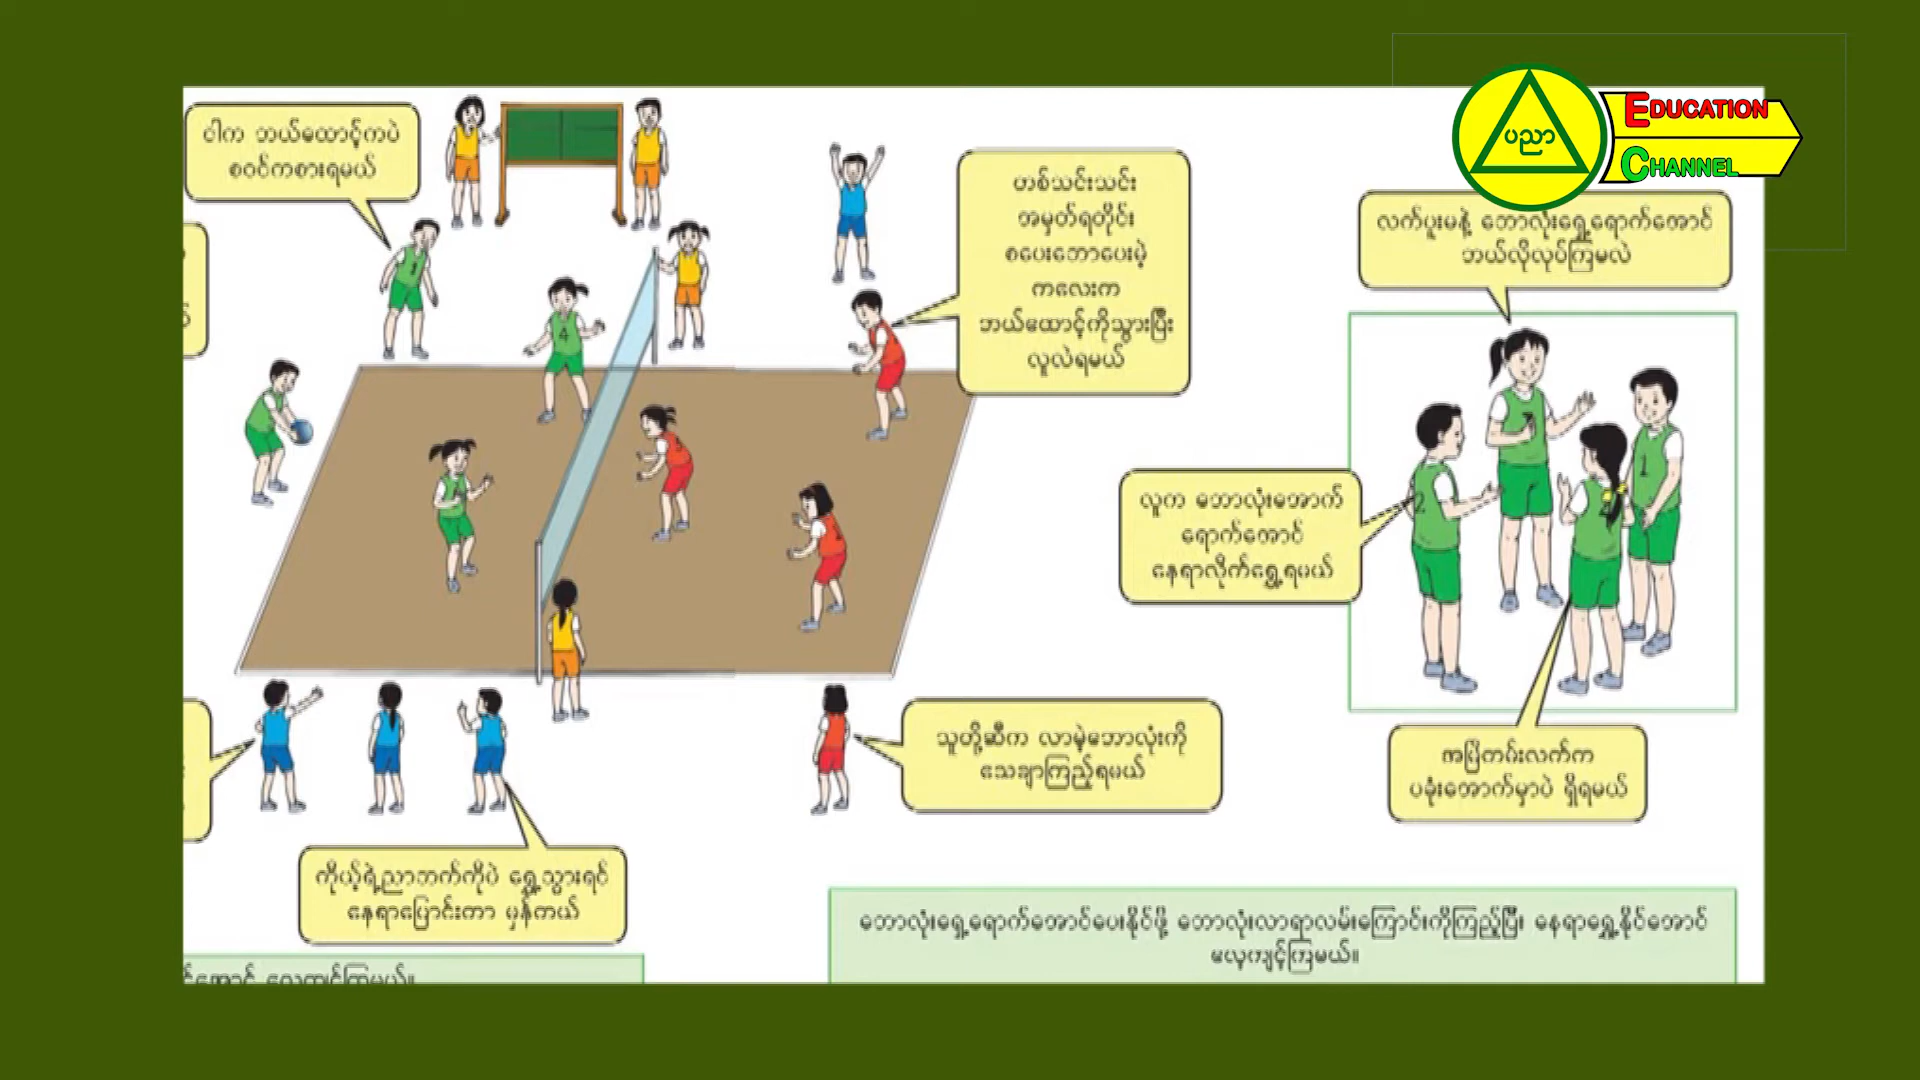 ပညာ
EDUCATION
CHANNEL
ငါက ဘယ်ထောင့်ကပဲ
စဝင်ကစားရမယ်
တစ်သင်းသင်း
အမှတ်ရတိုင်း
စပေးဘောပေးမဲ့
ကလေးက
ဘယ်ထောင့်ကိုသွားပြီး
လူလဲရမယ်
လက်ပူးမနဲ့ ဘောလုံးရှေ့ရောက်အောင်
ဘယ်လိုလုပ်ကြမလဲ
1
4
လူက ဘောလုံးအောက်
ရောက်အောင်
နေရာလိုက်ရွှေ့ရမယ်
2
1
သူတို့ဆီက လာမဲ့ဘောလုံးကို
သေချာကြည့်ရမယ်
အမြဲတမ်းလက်က
ပခုံးအောက်မှာပဲ ရှိရမယ်
ကိုယ့်ရဲ့ညာဘက်ကိုပဲ ရွှေ့သွားရင်
နေရာပြောင်းတာ မှန်တယ်
ဘောလုံးရှေ့ရောက်အောင်ပေးနိုင်ဖို့ ဘောလုံးလာရာလမ်းကြောင်းကိုကြည့်ပြီး နေရာရွှေ့နိုင်အောင်
လေ့ကျင့်ကြမယ်။